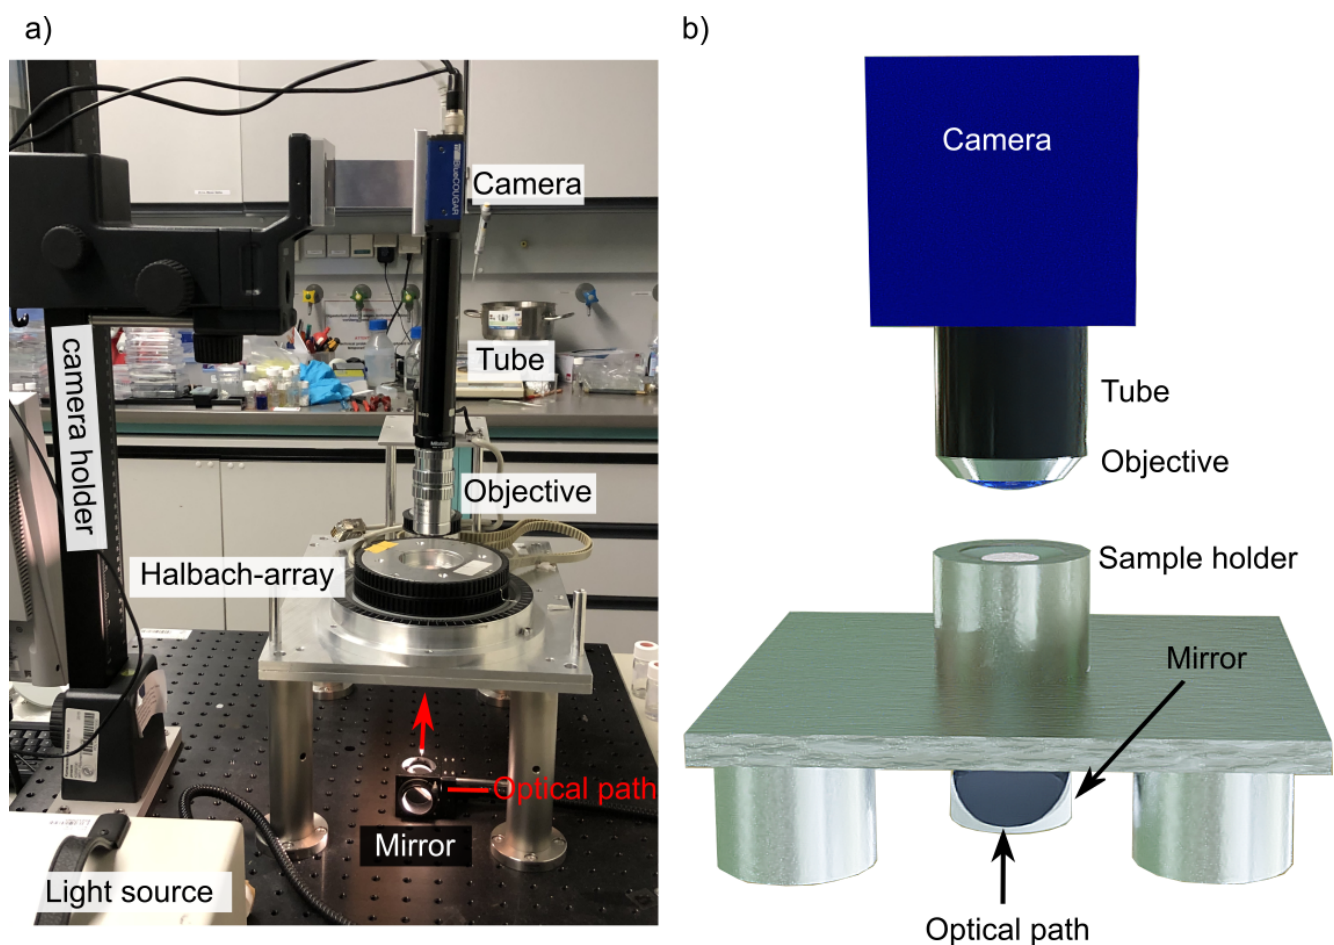 a)
b)
Camera
BlueCOUGAR
Tube
camera holder
Objective
Halbach-array
Optical path
Mirror
Light source
Camera
Tube
Objective
Sample holder
Mirror
Optical path